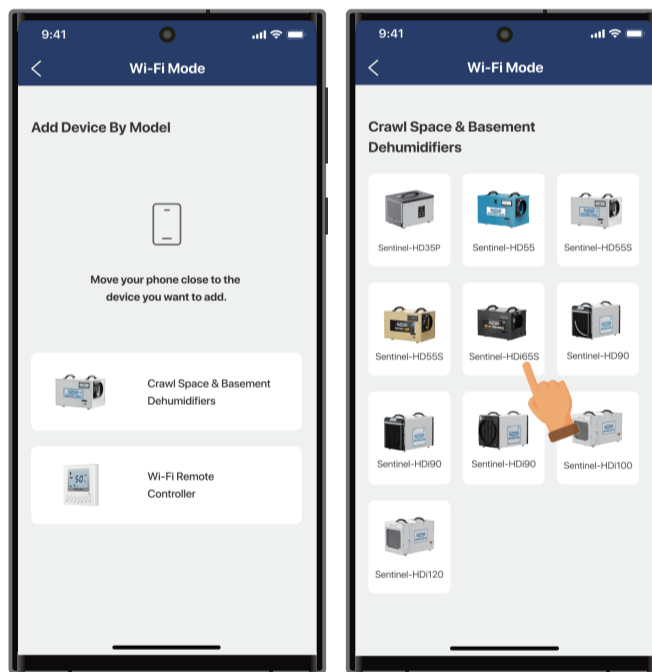 9:41
Wi-Fi Mode
Add Device By Model
Move your phone close to the
device you want to add.
Crawl Space & Basement
Dehumidifiers
Wi-Fi Remote
Controller
9:41
Wi-Fi Mode
Crawl Space & Basement
Dehumidifiers
Sentinel-HD35P
Sentinel-HD55
Sentinel-HD55S
Sentinel-HD55S
Sentinel-HDi65S
Sentinel-HD90
Sentinel-HDi90
Sentinel-HDi90
Sentinel-HDi100
Sentinel-HDi120